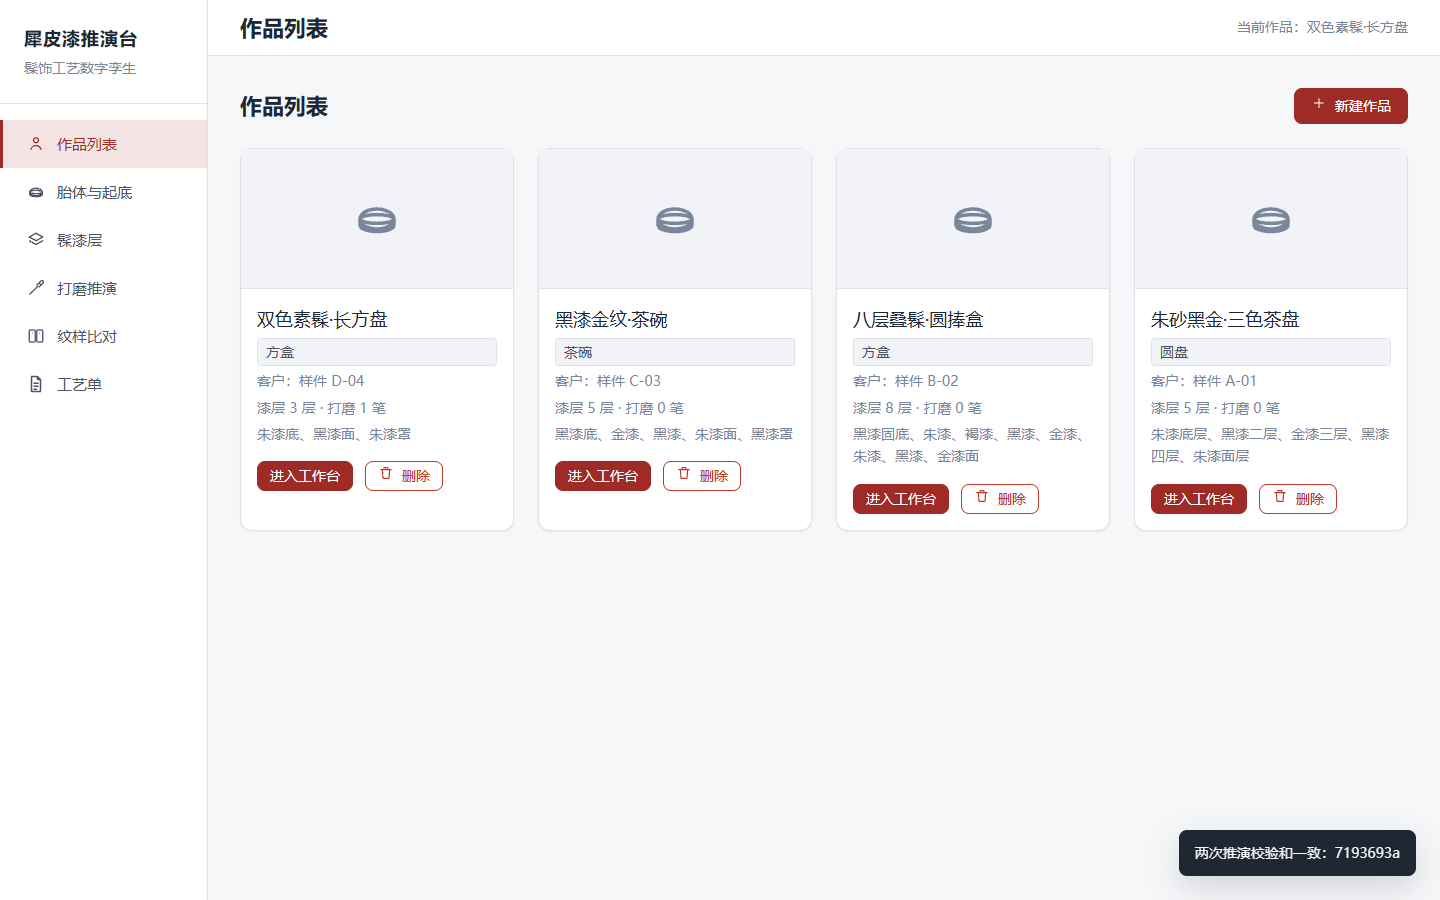 犀皮漆推演台
髹饰工艺数字孪生
作品列表
胎体与起底
髹漆层
打磨推演
纹样比对
工艺单
作品列表
当前作品：双色素髹·长方盘
作品列表
新建作品
双色素髹·长方盘
方盒
客户：样件 D-04
漆层 3 层 · 打磨 1 笔
朱漆底、黑漆面、朱漆罩
进入工作台
删除
黑漆金纹·茶碗
茶碗
客户：样件 C-03
漆层 5 层 · 打磨 0 笔
黑漆底、金漆、黑漆、朱漆面、黑漆罩
进入工作台
删除
八层叠髹·圆捧盒
方盒
客户：样件 B-02
漆层 8 层 · 打磨 0 笔
黑漆固底、朱漆、褐漆、黑漆、金漆、
朱漆、黑漆、金漆面
进入工作台
删除
朱砂黑金·三色茶盘
圆盘
客户：样件 A-01
漆层 5 层 · 打磨 0 笔
朱漆底层、黑漆二层、金漆三层、黑漆
四层、朱漆面层
进入工作台
删除
两次推演校验和一致：7193693a